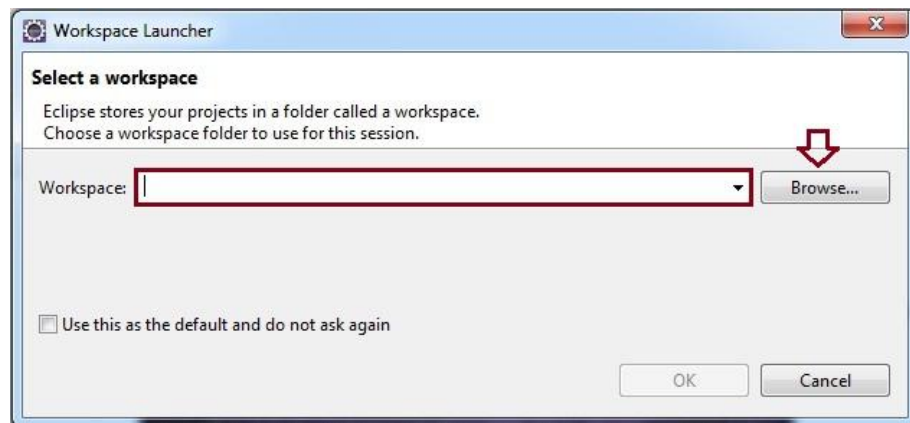 Workspace Launcher
Select a workspace
Eclipse stores your projects in a folder called a workspace.
Choose a workspace folder to use for this session.
Workspace:
Browse...
Use this as the default and do not ask again
OK
Cancel